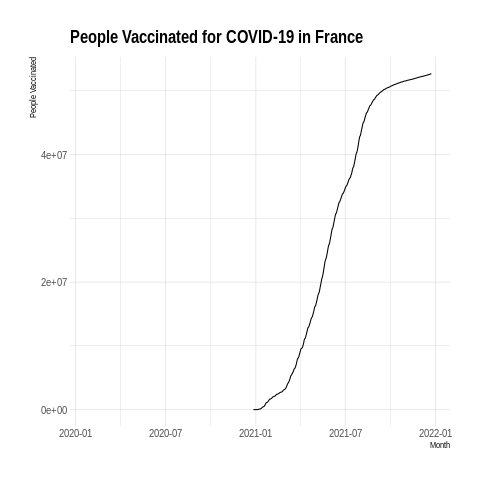 People Vaccinated for COVID-19 in France
People Vaccinated
4e+07
2e+07
0e+00
2020-01 2020-07 2021-01 2021-07 2022-01
Month